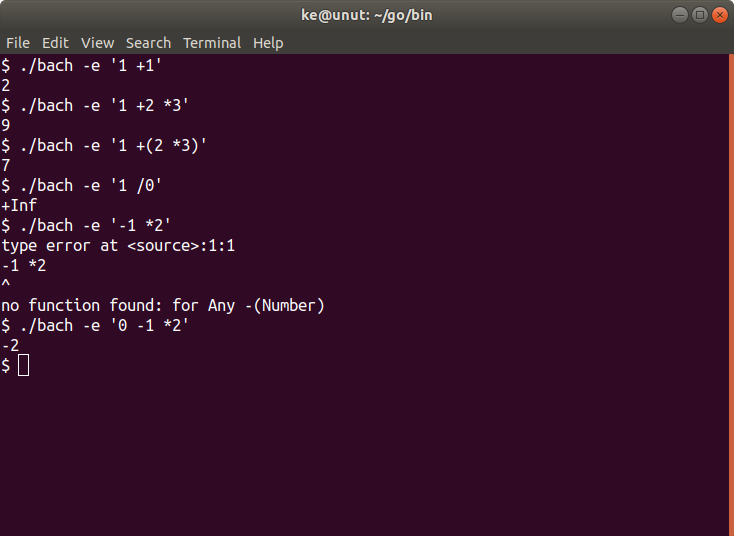 ke@unut: ~/go/bin
File Edit View Search Terminal Help
$ ./bach -e '1 +1'
2
$ ./bach -e '1 +2 *3'
9
$ ./bach -e '1 +(2 *3)'
7
$ ./bach -e '1 /0'
+Inf
$ ./bach -e '-1 *2'
type error at <source>:1:1
-1 *2
^
no function found: for Any -(Number)
$ ./bach -e '0 -1 *2'
-2
$